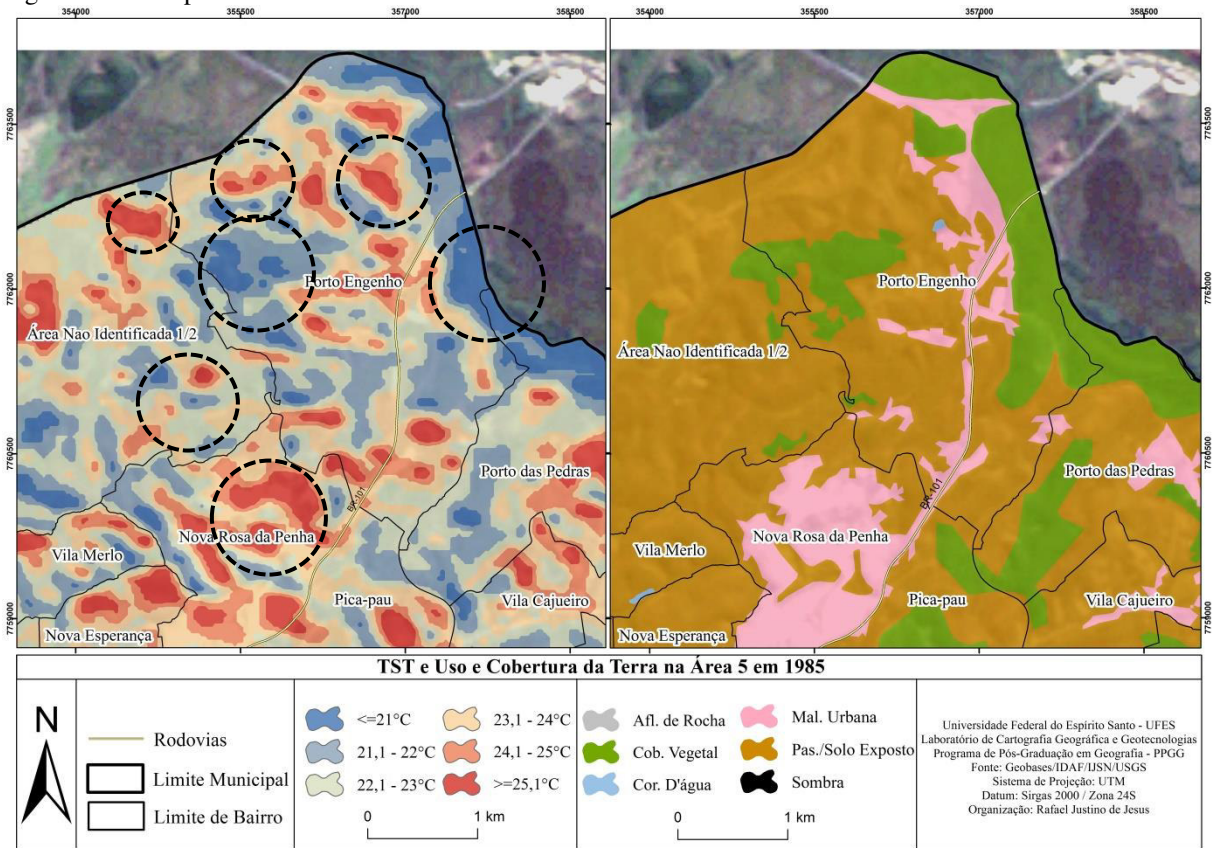 354000 355500 357000 358500 354000 355500 357000 358500
7763500
7762000
7760500
7759000
Porto Engenho
Área Nao Identificada 1/2
Porto das Pedras
BR-101
Nova Rosa da Penha
Vila Merlo
Vila Cajueiro
Pica-pau
Nova Esperança
7763500
7762000
7760500
7759000
Porto Engenho
Área Nao Identificada 1/2
Porto das Pedras
BR-101
Nova Rosa da Penha
Vila Merlo
Vila Cajueiro
Pica-pau
Nova Esperança
TST e Uso e Cobertura da Terra na Área 5 em 1985
N
Rodovias
Limite Municipal
Limite de Bairro
<=21°C
21,1 - 22°C
22,1 - 23°C
23,1 - 24°C
24,1 - 25°C
>=25,1°C
0 1 km
Afl. de Rocha
Cob. Vegetal
Cor. D'água
Mal. Urbana
Pas./Solo Exposto
Sombra
0 1 km
Universidade Federal do Espírito Santo - UFES
Laboratório de Cartografia Geográfica e Geotecnologias
Programa de Pós-Graduação em Geografia - PPGG
Fonte: Geobases/IDAF/IJSN/USGS
Sistema de Projeção: UTM
Datum: Sirgas 2000 / Zona 24S
Organização: Rafael Justino de Jesus